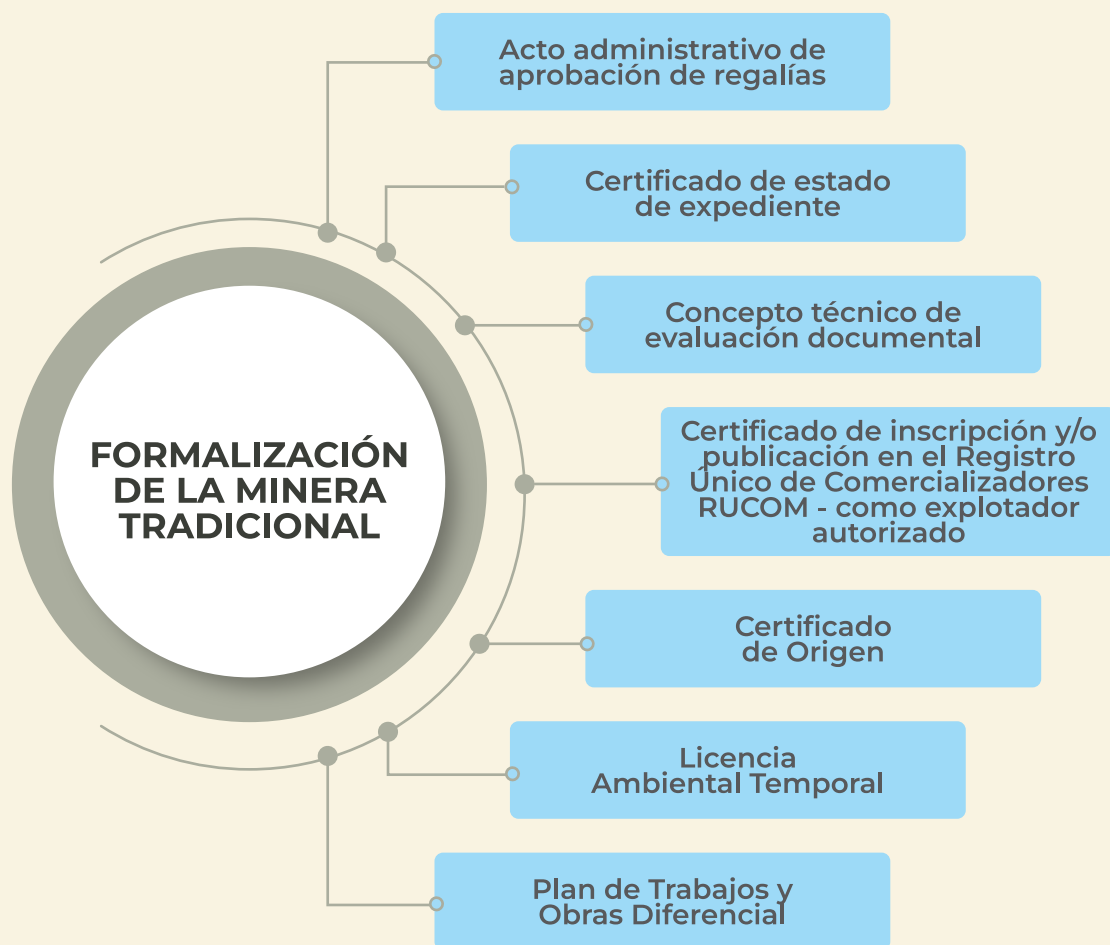 Acto administrativo de
aprobación de regalías
Certificado de estado
de expediente
Concepto técnico de
evaluación documental
FORMALIZACIÓN
DE LA MINERA
TRADICIONAL
Certificado de inscripción y/o
publicación en el Registro
Único de Comercializadores
RUCOM - como explotador
autorizado
Certificado
de Origen
Licencia
Ambiental Temporal
Plan de Trabajos y
Obras Diferencial